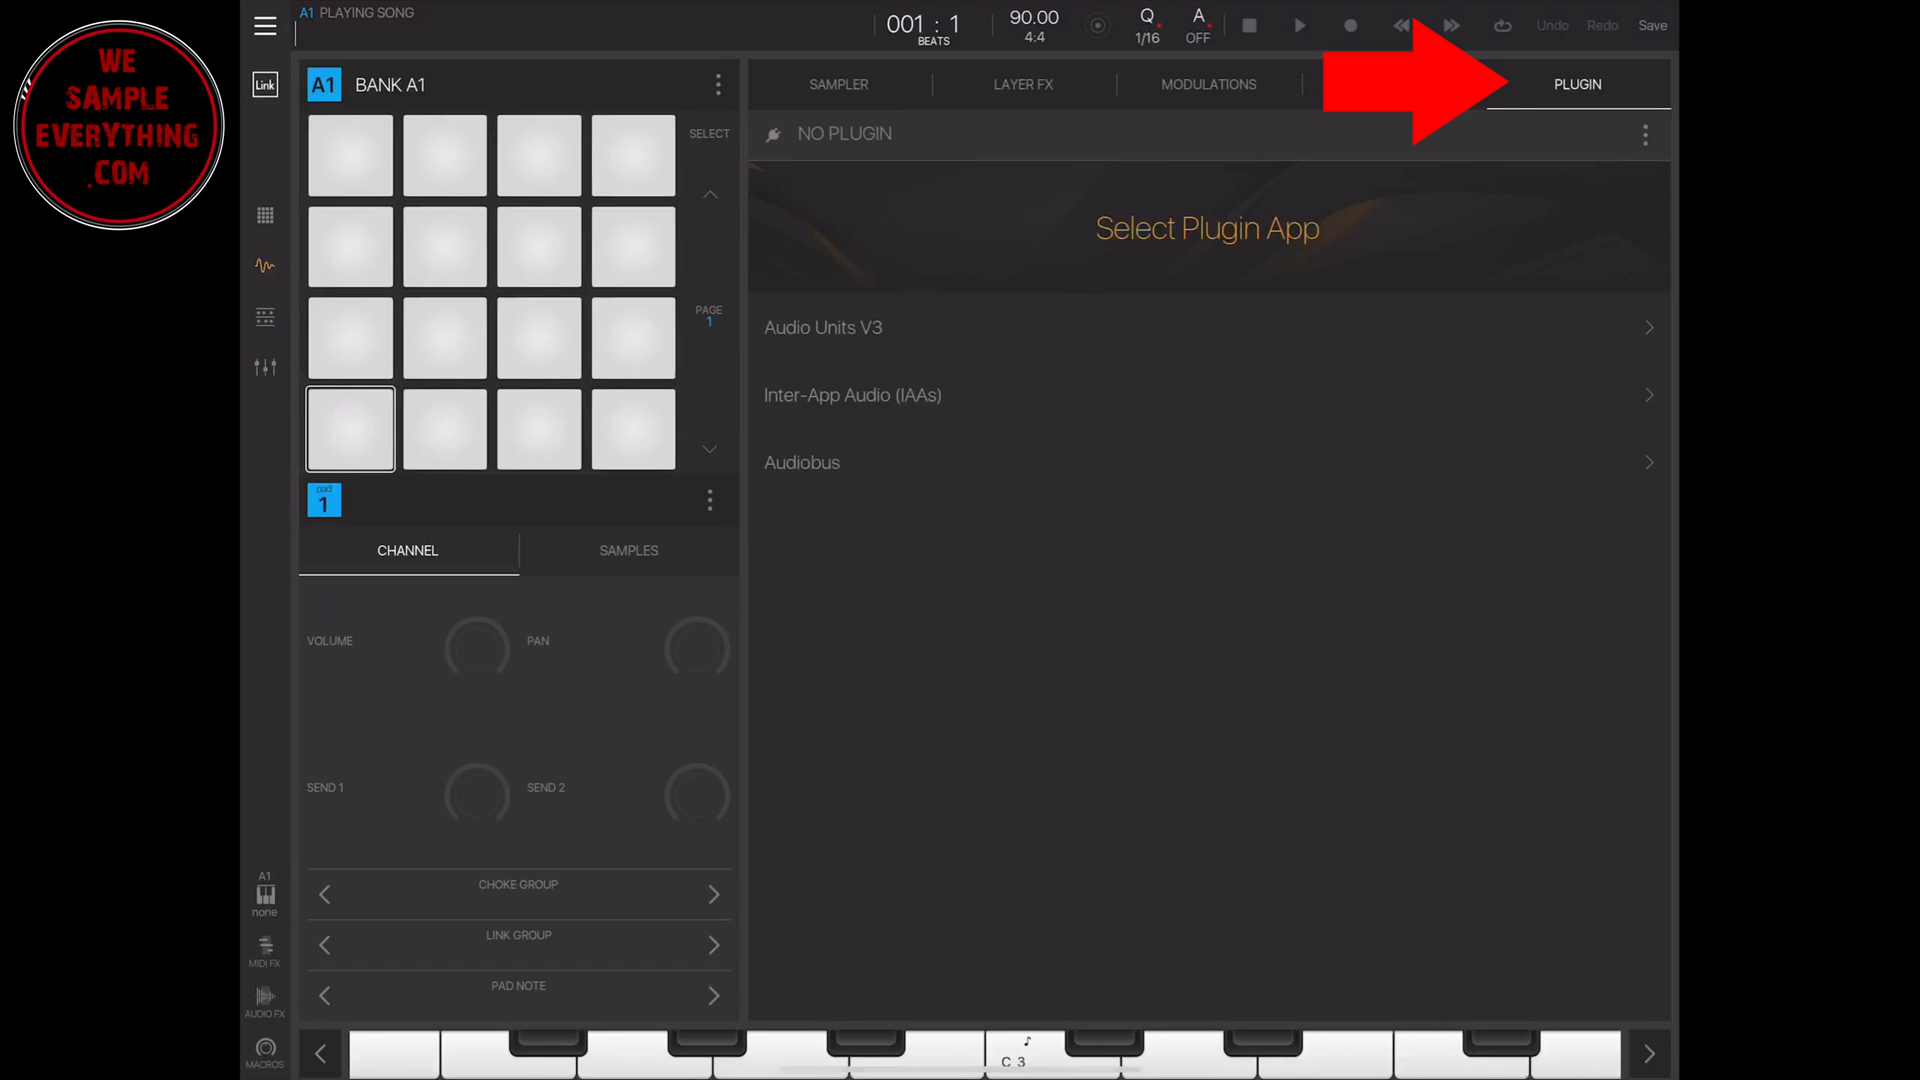 WE
SAMPLE
EVERYTHING
.COM
A1 PLAYING SONG
001 : 1
BEATS
90.00
4:4
Q
1/16
A
OFF
Undo
Redo
Save
Link
A1 BANK A1
SELECT
PAGE
1
SAMPLER
LAYER FX
MODULATIONS
PLUGIN
NO PLUGIN
Select Plugin App
Audio Units V3
Inter-App Audio (IAAs)
Audiobus
pad
1
CHANNEL
SAMPLES
VOLUME
PAN
SEND 1
SEND 2
CHOKE GROUP
LINK GROUP
PAD NOTE
A1
none
MIDI FX
AUDIO FX
MACROS
C 3